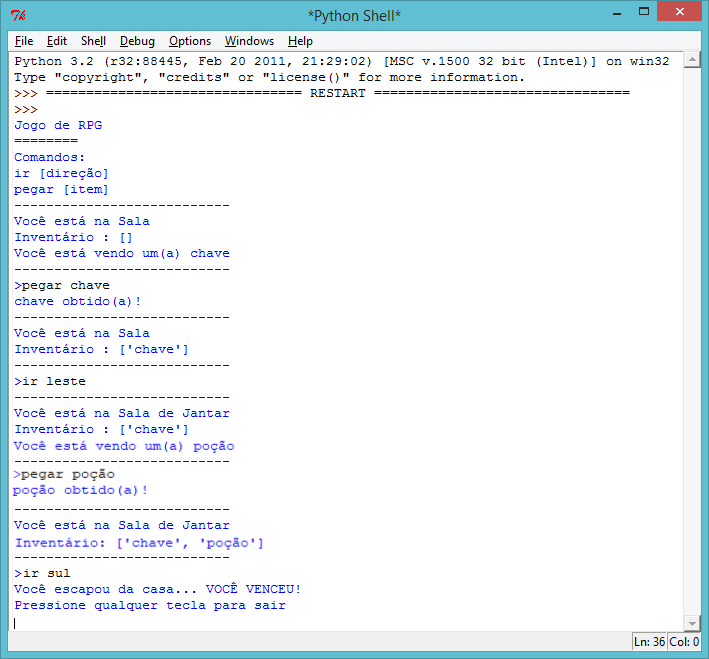 *Python Shell*
File Edit Shell Debug Options Windows Help
Python 3.2 (r32:88445, Feb 20 2011, 21:29:02) [MSC v.1500 32 bit (Intel)] on win32
Type "copyright", "credits" or "license()" for more information.
>>> ================================ RESTART ================================
>>>
Jogo de RPG
========
Comandos:
ir [direção]
pegar [item]
---------------------------
Você está na Sala
Inventário : []
Você está vendo um(a) chave
---------------------------
>pegar chave
chave obtido(a)!
---------------------------
Você está na Sala
Inventário : ['chave']
---------------------------
>ir leste
---------------------------
Você está na Sala de Jantar
Inventário : ['chave']
Você está vendo um(a) poção
---------------------------
>pegar poção
poção obtido(a)!
---------------------------
Você está na Sala de Jantar
Inventário: ['chave', 'poção']
---------------------------
>ir sul
Você escapou da casa... VOCÊ VENCEU!
Pressione qualquer tecla para sair
Ln: 36 Col: 0